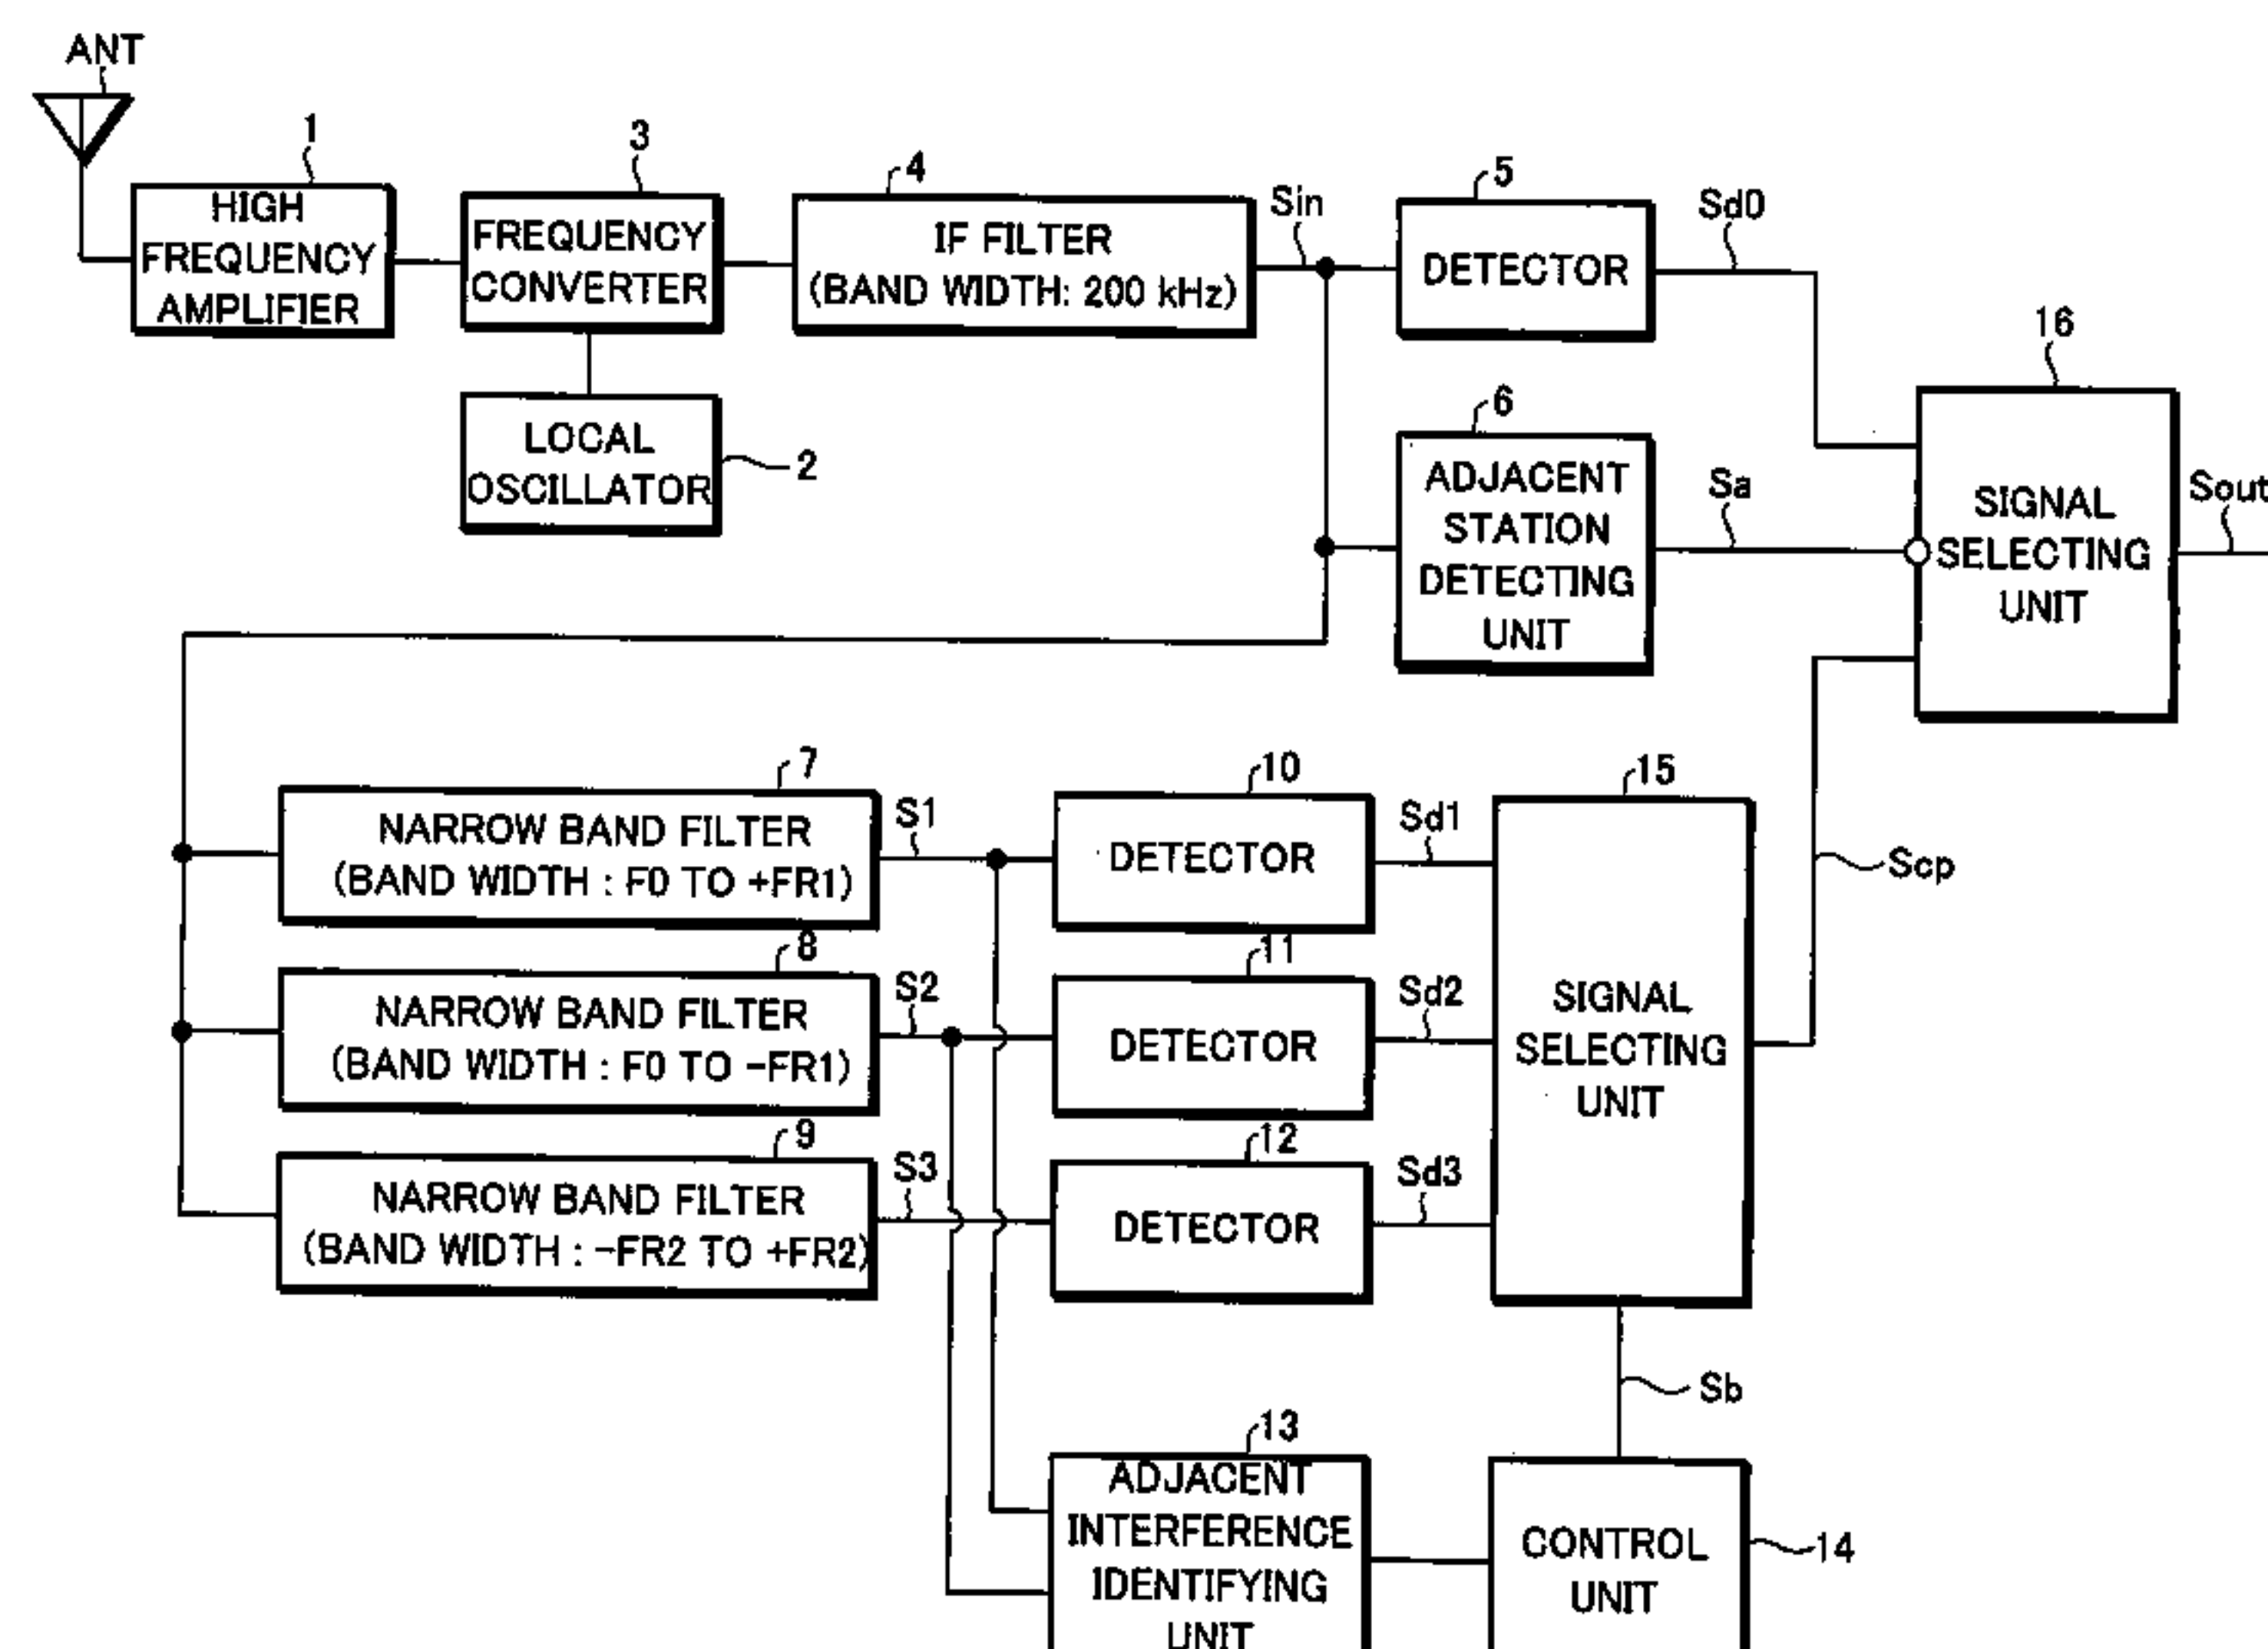 ANT
1
HIGH
FREQUENCY
AMPLIFIER
3
FREQUENCY
CONVERTER
4
IF FILTER
(BAND WIDTH: 200 kHz)
Sin
5
DETECTOR
Sd0
LOCAL
OSCILLATOR
2
6
ADJACENT
STATION
DETECTING
UNIT
Sa
16
SIGNAL
SELECTING
UNIT
Sout
7
NARROW BAND FILTER
(BAND WIDTH : F0 TO +FR1)
S1
10
DETECTOR
Sd1
15
SIGNAL
SELECTING
UNIT
Scp
8
NARROW BAND FILTER
(BAND WIDTH : F0 TO -FR1)
S2
11
DETECTOR
Sd2
9
NARROW BAND FILTER
(BAND WIDTH : -FR2 TO +FR2)
S3
12
DETECTOR
Sd3
Sb
13
ADJACENT
INTERFERENCE
IDENTIFYING
UNIT
CONTROL
UNIT
14